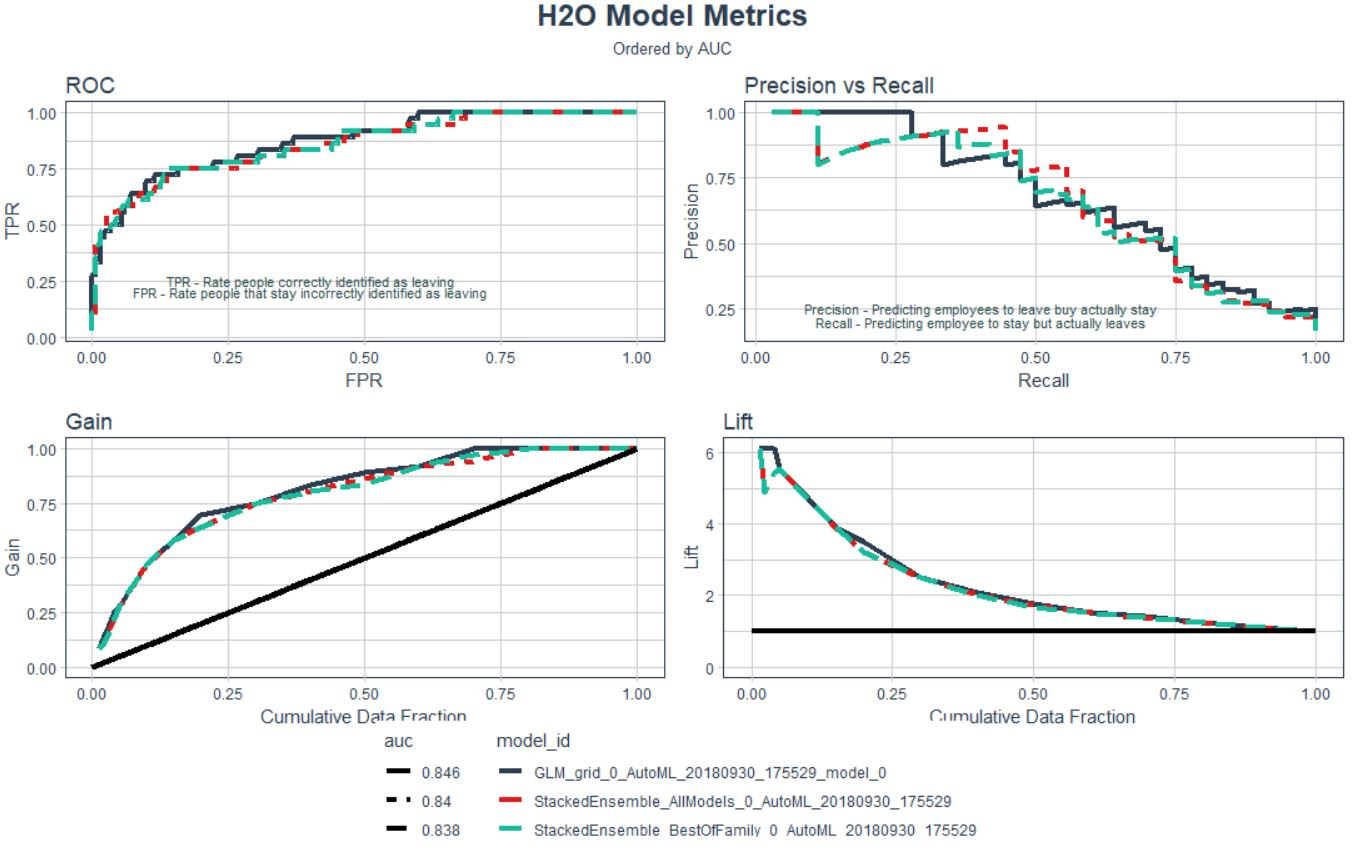 H2O Model Metrics
Ordered by AUC
ROC
1.00
0.75
0.50
0.25
0.00
TPR
TPR - Rate people correctly identified as leaving
FPR - Rate people that stay incorrectly identified as leaving
0.00 0.25 0.50 0.75 1.00
FPR
Precision vs Recall
1.00
0.75
0.50
0.25
Precision
Precision - Predicting employees to leave buy actually stay
Recall - Predicting employee to stay but actually leaves
0.00 0.25 0.50 0.75 1.00
Recall
Gain
1.00
0.75
0.50
0.25
0.00
Gain
0.00 0.25 0.50 0.75 1.00
Cumulative Data Fraction
Lift
6
4
2
0
Lift
0.00 0.25 0.50 0.75 1.00
Cumulative Data Fraction
auc model_id
0.846 GLM_grid_0_AutoML_20180930_175529_model_0
0.84 StackedEnsemble_AllModels_0_AutoML_20180930_175529
0.838 StackedEnsemble_BestOfFamily_0_AutoML_20180930_175529